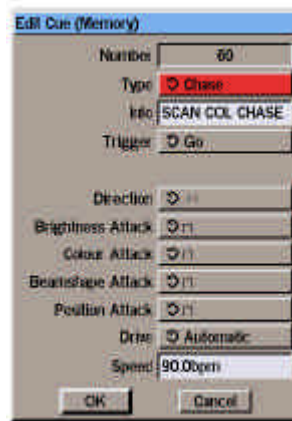 Edit Cue (Memory)
Number 60
Type Chase
Info SCAN COL CHASE
Trigger Go
Direction
Brightness Attack
Colour Attack
Beamshape Attack
Position Attack
Drive Automatic
Speed 90.0bpm
OK Cancel